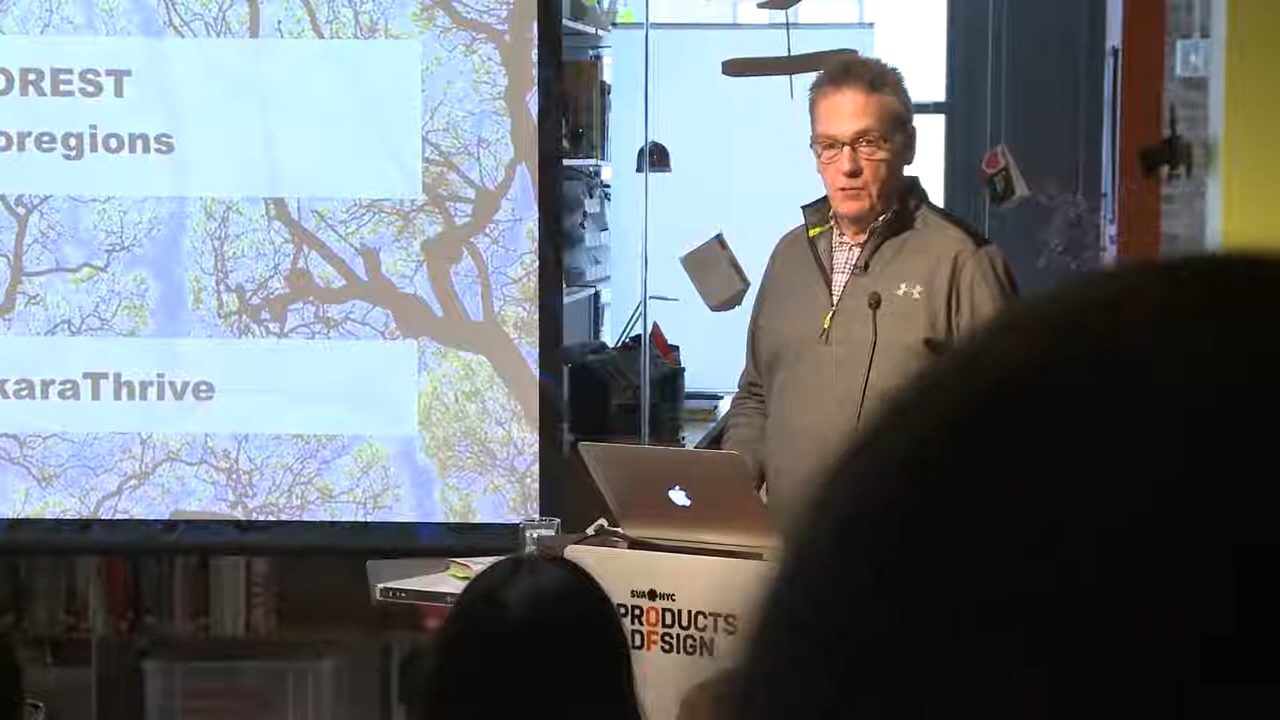 OREST
oregions
karaThrive
SVA NYC
PRODUCTS
OF
DESIGN